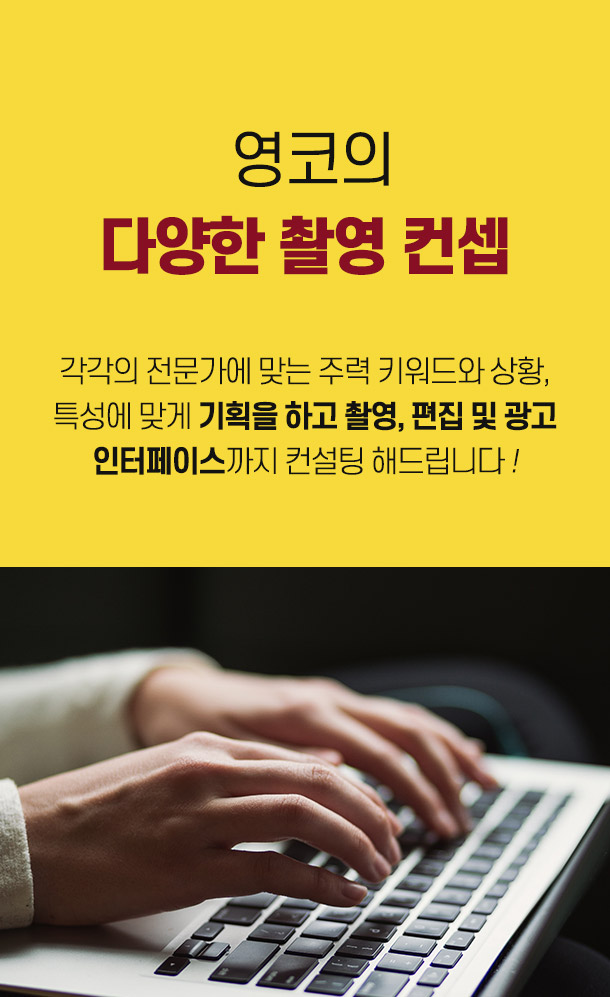 영코의
다양한 촬영 컨셉
각각의 전문가에 맞는 주력 키워드와 상황,
특성에 맞게 기획을 하고 촬영, 편집 및 광고
인터페이스까지 컨설팅 해드립니다 !